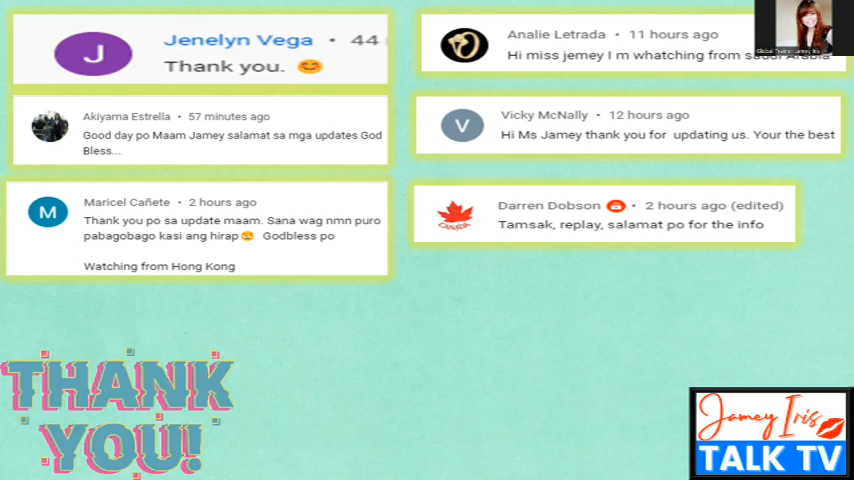 Jenelyn Vega • 44
Thank you. 😊
Akiyama Estrella • 57 minutes ago
Good day po Maam Jamey salamat sa mga updates God
Bless...
M
Maricel Cañete • 2 hours ago
Thank you po sa update maam. Sana wag nmn puro
pabagobago kasi ang hirap😥 Godbless po
Watching from Hong Kong
J
Analie Letrada • 11 hours ago
Hi miss jemey I m whatching from saudi Arabia
V
Vicky McNally • 12 hours ago
Hi Ms Jamey thank you for updating us. Your the best
CANADA
Darren Dobson • 2 hours ago (edited)
Tamsak, replay, salamat po for the info
Global Trainer Jamey Iris
THANK
YOU!
Jamey Iris
TALK TV